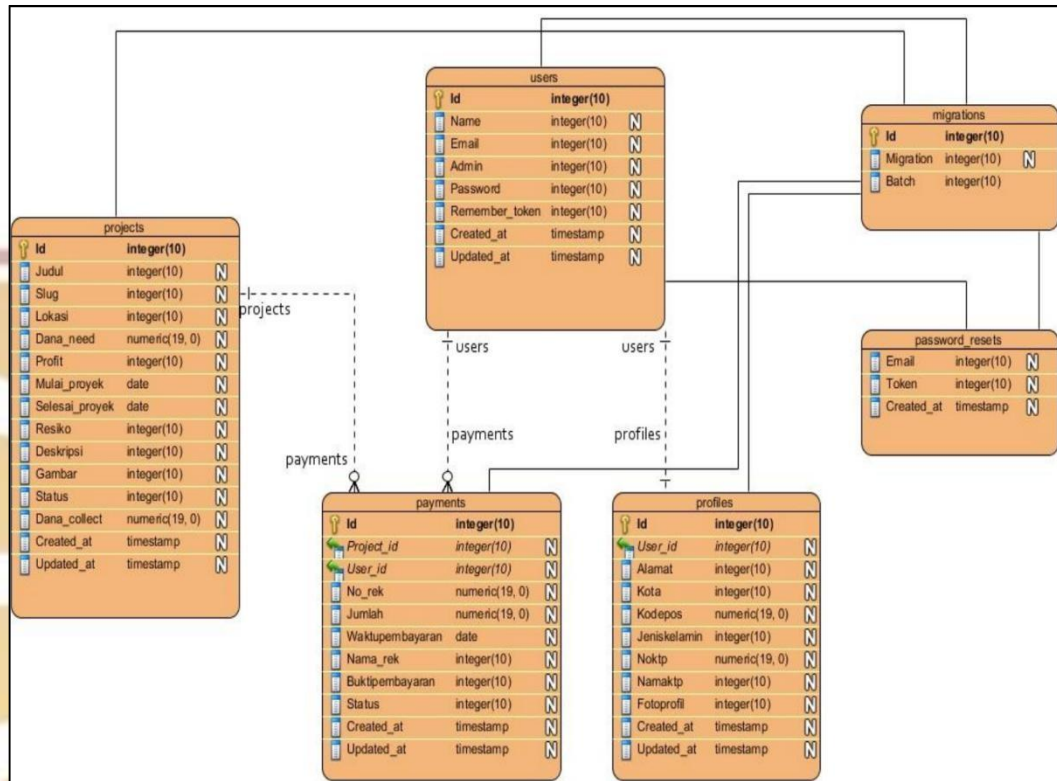 users
Id integer(10)
Name integer(10) N
Email integer(10) N
Admin integer(10) N
Password integer(10) N
Remember_token integer(10) N
Created_at timestamp N
Updated_at timestamp N
migrations
Id integer(10)
Migration integer(10) N
Batch integer(10)
projects
Id integer(10)
Judul integer(10) N
Slug integer(10) N
Lokasi integer(10) N
Dana_need numeric(19, 0) N
Profit integer(10) N
Mulai_proyek date N
Selesai_proyek date N
Resiko integer(10) N
Deskripsi integer(10) N
Gambar integer(10) N
Status integer(10) N
Dana_collect numeric(19, 0) N
Created_at timestamp N
Updated_at timestamp N
projects
users
users
password_resets
Email integer(10) N
Token integer(10) N
Created_at timestamp N
payments
payments
profiles
payments
Id integer(10)
Project_id integer(10) N
User_id integer(10) N
No_rek numeric(19, 0) N
Jumlah numeric(19, 0) N
Waktupembayaran date N
Nama_rek integer(10) N
Buktipembayaran integer(10) N
Status integer(10) N
Created_at timestamp N
Updated_at timestamp N
profiles
Id integer(10)
User_id integer(10) N
Alamat integer(10) N
Kota integer(10) N
Kodepos numeric(19, 0) N
Jeniskelamin integer(10) N
Noktp numeric(19, 0) N
Namaktp integer(10) N
Fotoprofil integer(10) N
Created_at timestamp N
Updated_at timestamp N